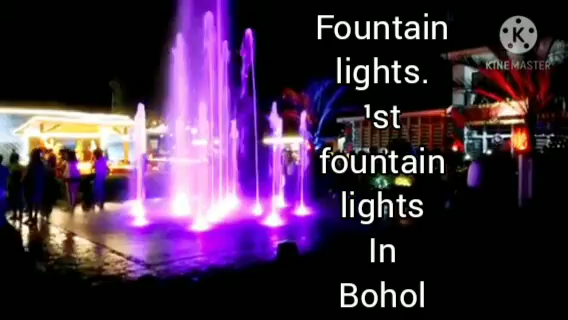 Fountain
lights.
¹st
fountain
lights
In
Bohol
KINEMASTER